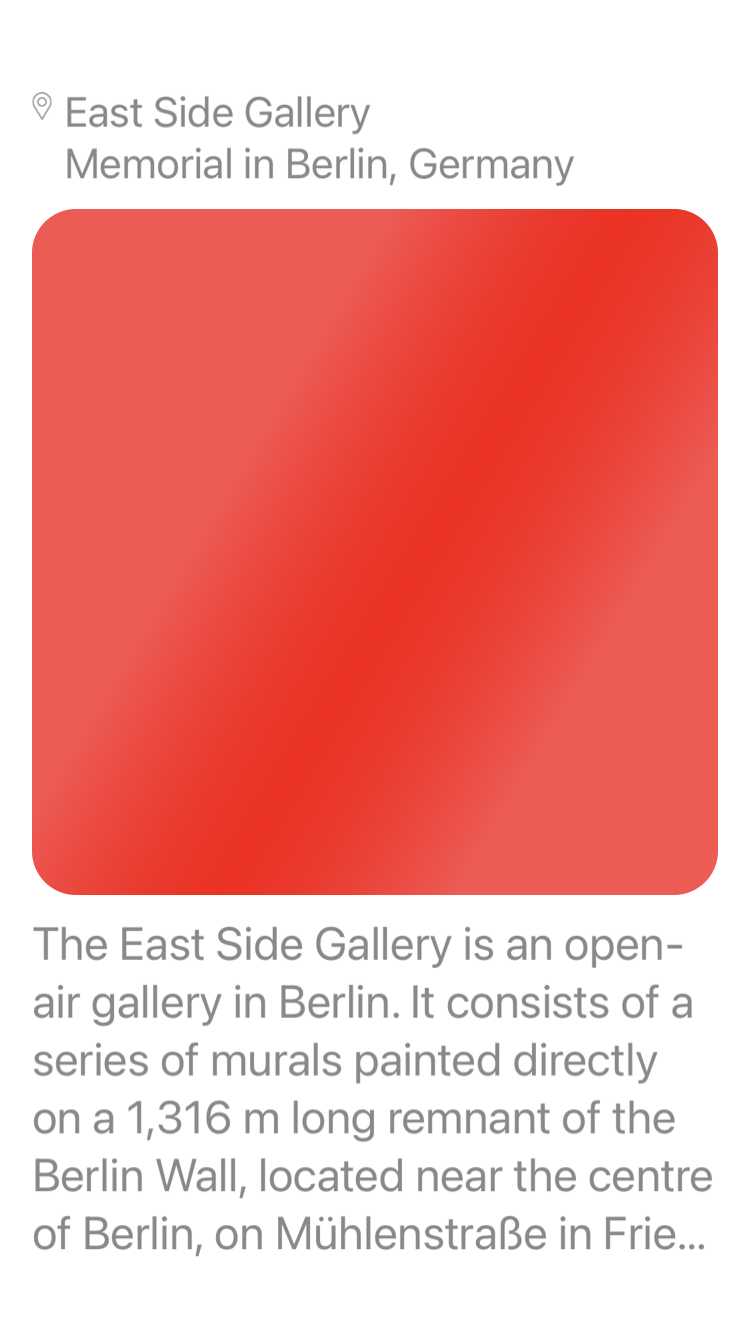 East Side Gallery
Memorial in Berlin, Germany
The East Side Gallery is an open-
air gallery in Berlin. It consists of a
series of murals painted directly
on a 1,316 m long remnant of the
Berlin Wall, located near the centre
of Berlin, on Mühlenstraße in Frie...